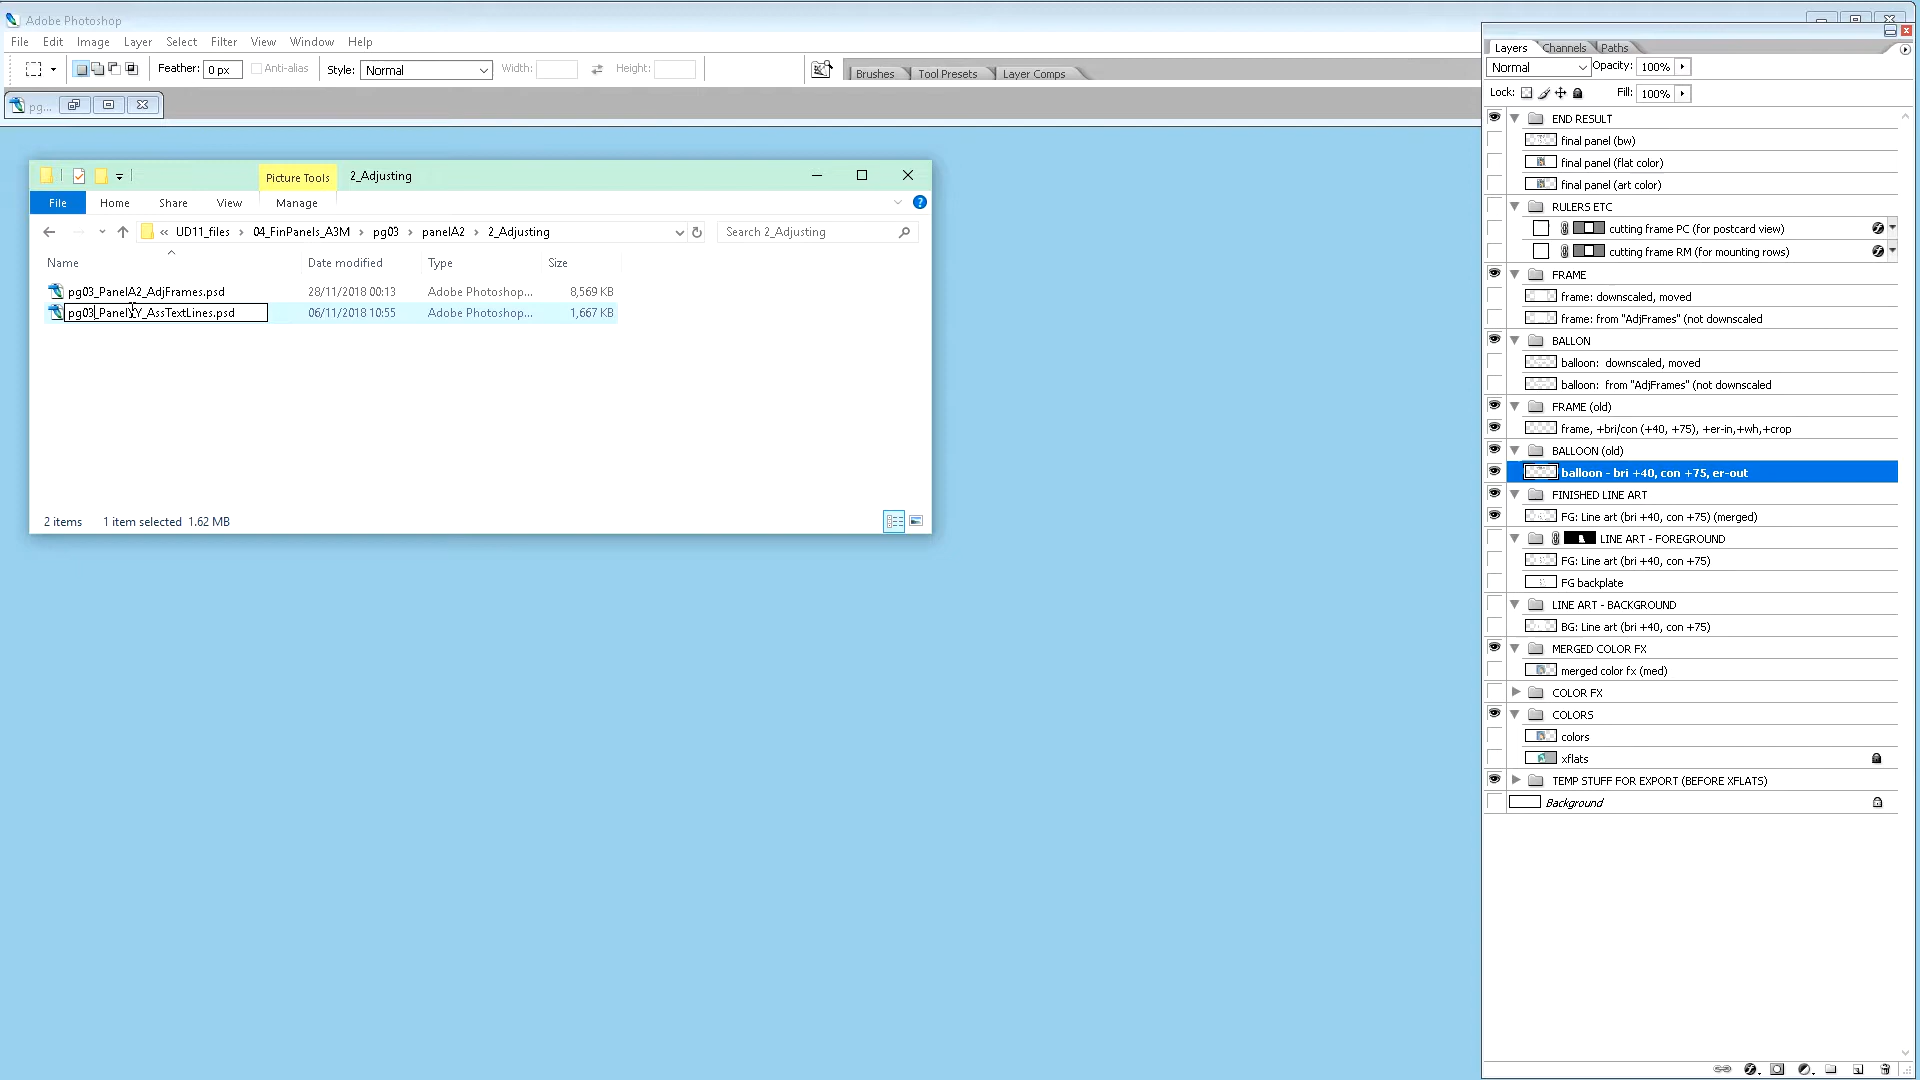 Adobe Photoshop
File Edit Image Layer Select Filter View Window Help
Feather: 0 px Anti-alias Style: Normal Width: Height: Brushes Tool Presets Layer Comps
pg...
Picture Tools 2_Adjusting
File Home Share View Manage
« UD11_files › 04_FinPanels_A3M › pg03 › panelA2 › 2_Adjusting Search 2_Adjusting
Name Date modified Type Size
pg03_PanelA2_AdjFrames.psd 28/11/2018 00:13 Adobe Photoshop... 8,569 KB
pg03_PanelXY_AssTextLines.psd 06/11/2018 10:55 Adobe Photoshop... 1,667 KB
2 items 1 item selected 1.62 MB
Layers Channels Paths
Normal Opacity: 100%
Lock: Fill: 100%
END RESULT
final panel (bw)
final panel (flat color)
final panel (art color)
RULERS ETC
cutting frame PC (for postcard view)
cutting frame RM (for mounting rows)
FRAME
frame: downscaled, moved
frame: from "AdjFrames" (not downscaled
BALLON
balloon: downscaled, moved
balloon: from "AdjFrames" (not downscaled
FRAME (old)
frame, +bri/con (+40, +75), +er-in,+wh,+crop
BALLOON (old)
balloon - bri +40, con +75, er-out
FINISHED LINE ART
FG: Line art (bri +40, con +75) (merged)
LINE ART - FOREGROUND
FG: Line art (bri +40, con +75)
FG backplate
LINE ART - BACKGROUND
BG: Line art (bri +40, con +75)
MERGED COLOR FX
merged color fx (med)
COLOR FX
COLORS
colors
xflats
TEMP STUFF FOR EXPORT (BEFORE XFLATS)
Background